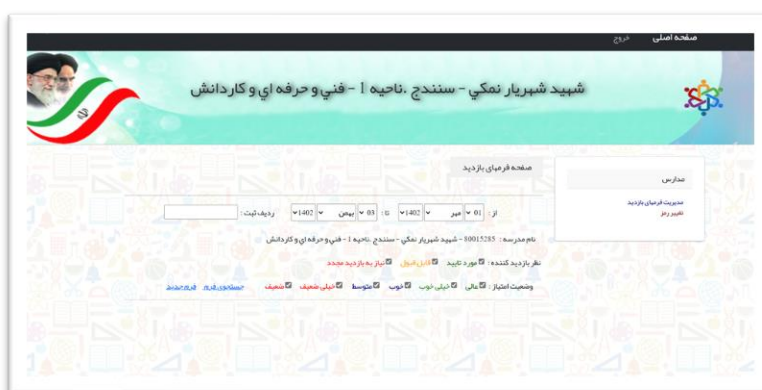 صفحه اصلی خروج
شهید شهریار نمکي - سنندج ،ناحیه 1 - فني و حرفه اي و کاردانش
مدارس
مدیریت فرمهای بازدید
تغییر رمز
صفحه فرمهای بازدید
از : 01 مهر 1402 تا : 03 بهمن 1402 ردیف ثبت :
نام مدرسه : 80015285 - شهید شهریار نمکي - سنندج ،ناحیه 1 - فني و حرفه اي و کاردانش
نظر بازدید کننده : مورد تایید قابل قبول نیاز به بازدید مجدد
وضعیت امتیاز : عالی خیلی خوب خوب متوسط خیلی ضعیف ضعیف جستجوی فرم فرم جدید